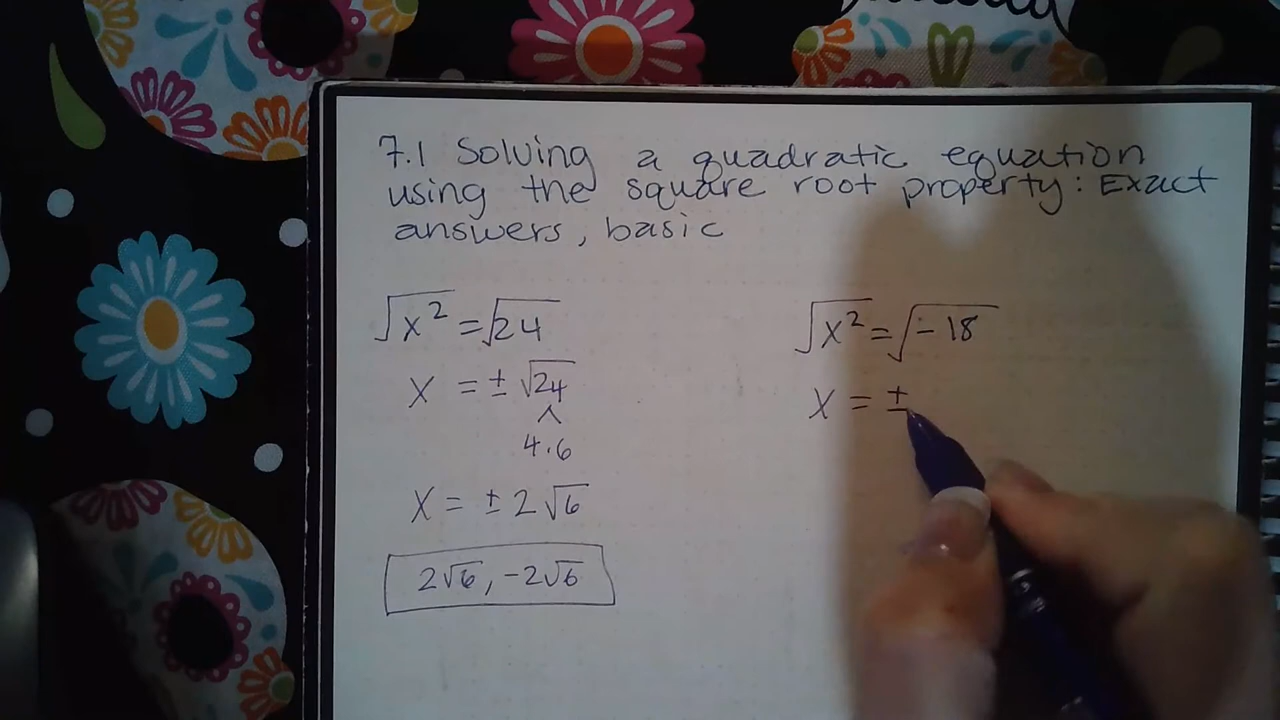 7.1 Solving a quadratic equation
using the square root property: Exact
answers, basic
√x² = √24
x = ± √24
4·6
x = ± 2√6
2√6, -2√6
√x² = √-18
x = ±